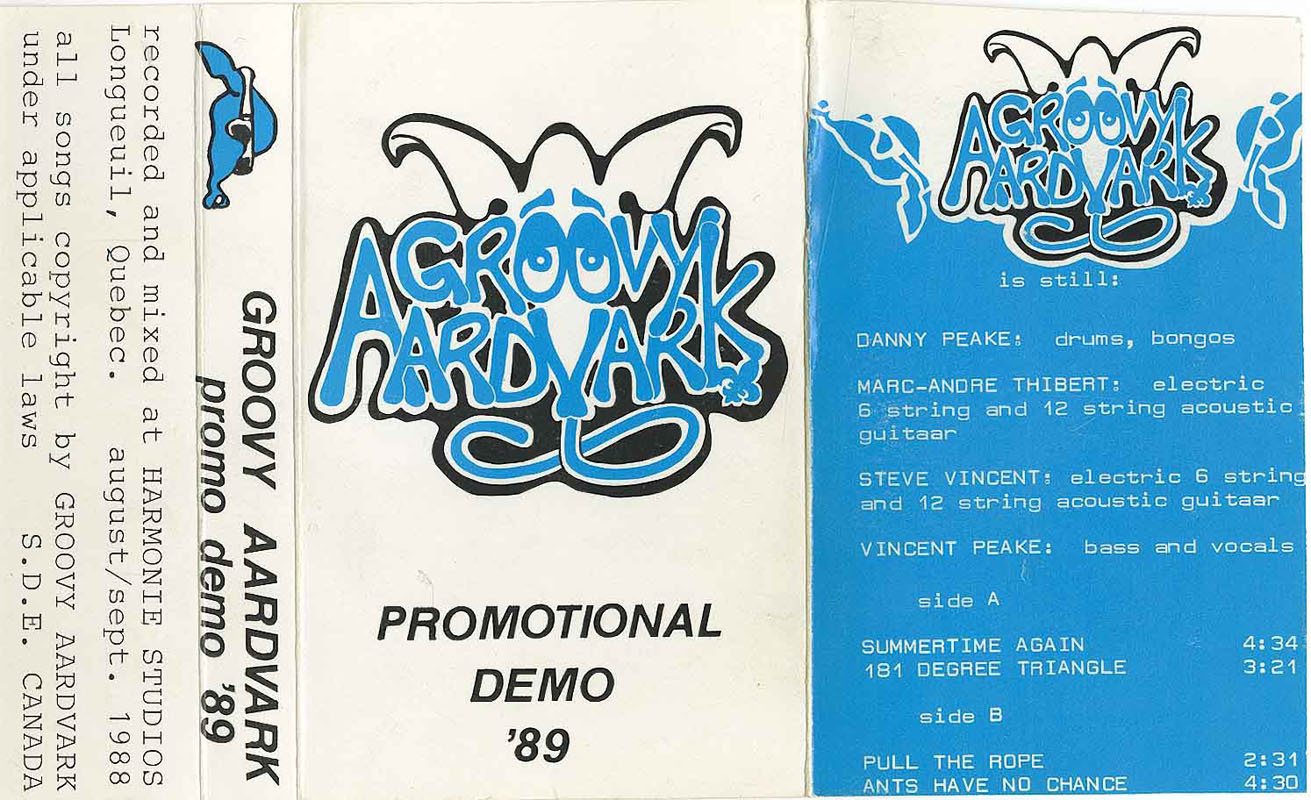 recorded and mixed at HARMONIE STUDIOS
Longueuil, Quebec. august/sept. 1988
all songs copyright by GROOVY AARDVARK
under applicable laws S.D.E. CANADA
GROOVY AARDVARK
promo demo '89
GROOVY
AARDVARK
PROMOTIONAL
DEMO
'89
GROOVY
AARDVARK
is still:
DANNY PEAKE: drums, bongos
MARC-ANDRE THIBERT: electric
6 string and 12 string acoustic
guitaar
STEVE VINCENT: electric 6 string
and 12 string acoustic guitaar
VINCENT PEAKE: bass and vocals
side A
SUMMERTIME AGAIN 4:34
181 DEGREE TRIANGLE 3:21
side B
PULL THE ROPE 2:31
ANTS HAVE NO CHANCE 4:30